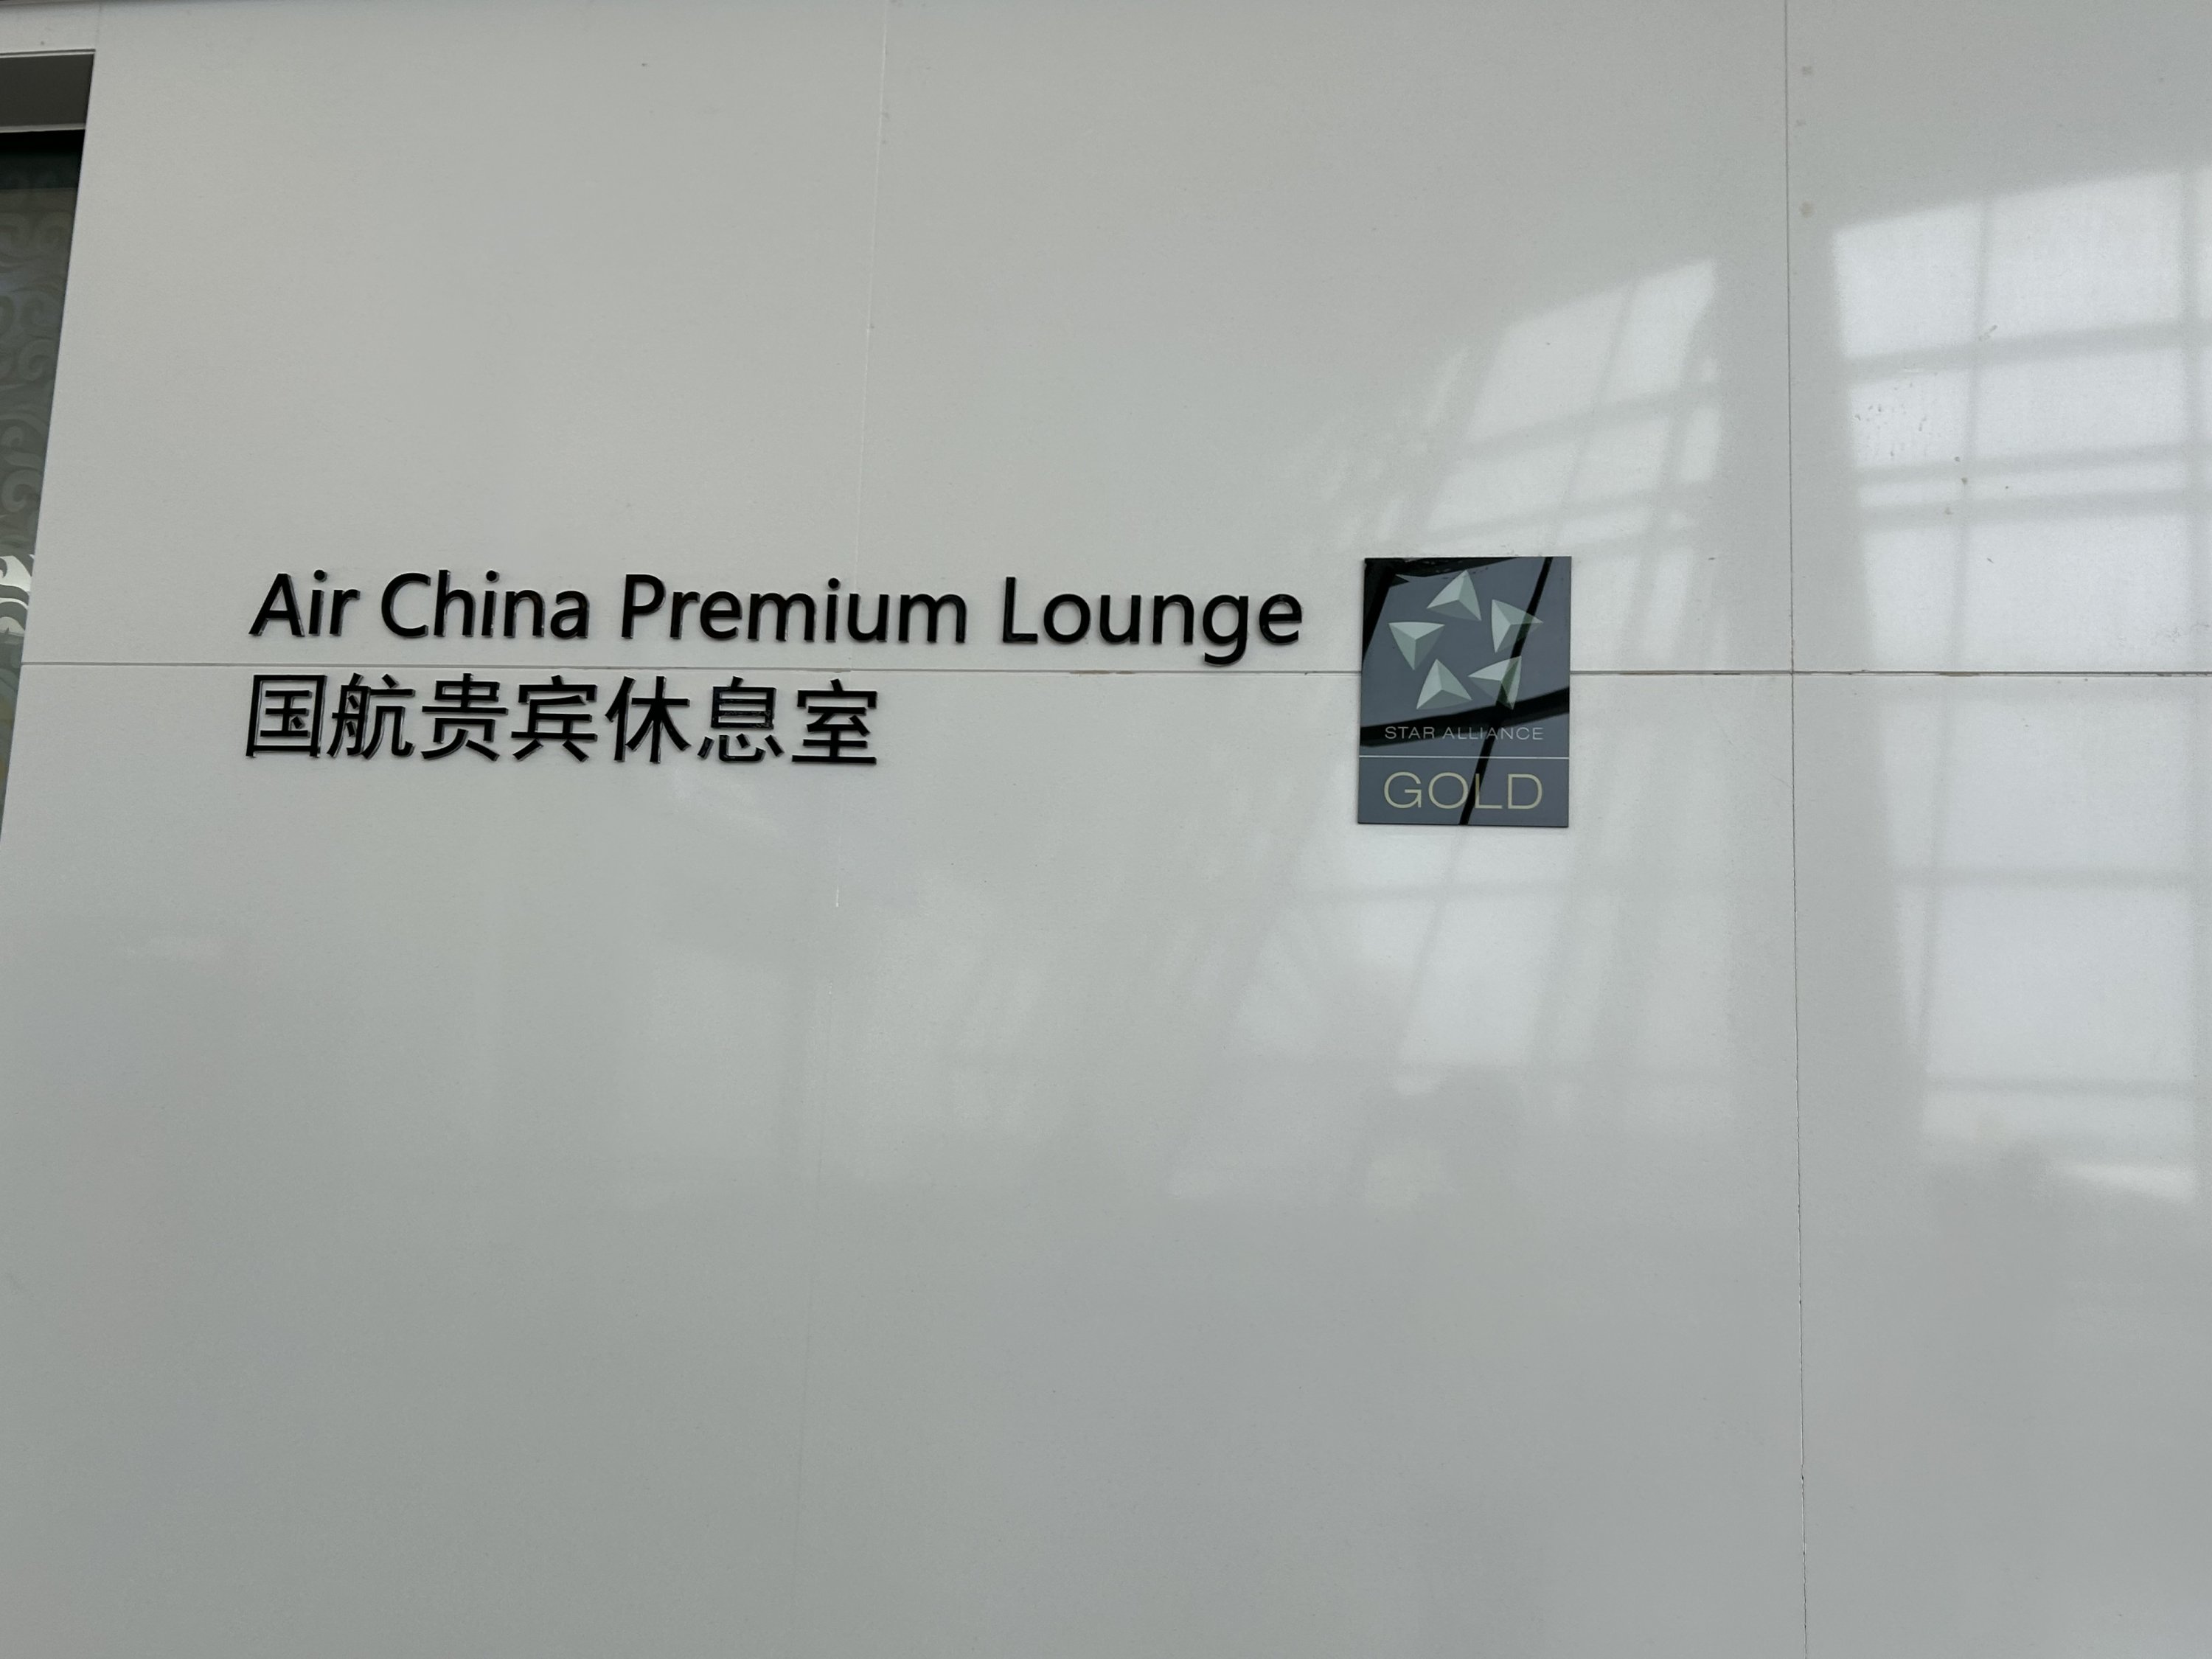 Air China Premium Lounge
国航贵宾休息室
STAR ALLIANCE
GOLD